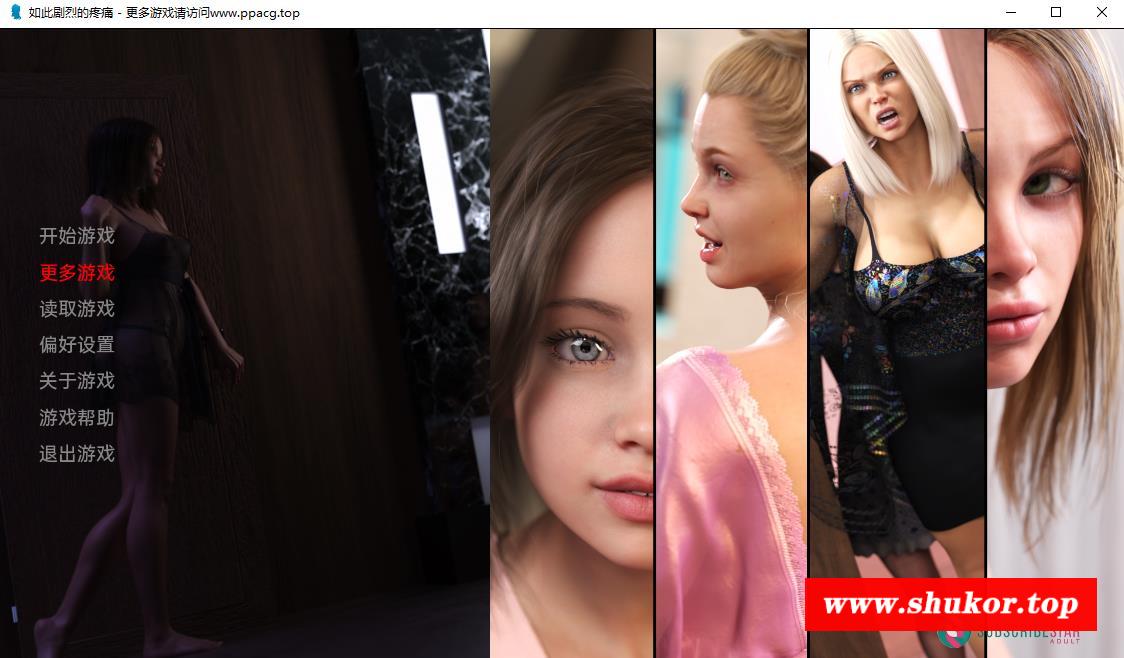 如此剧烈的疼痛 - 更多游戏请访问www.ppacg.top
开始游戏
更多游戏
读取游戏
偏好设置
关于游戏
游戏帮助
退出游戏
www.shukor.top
SUBSCRIBESTAR
ADULT